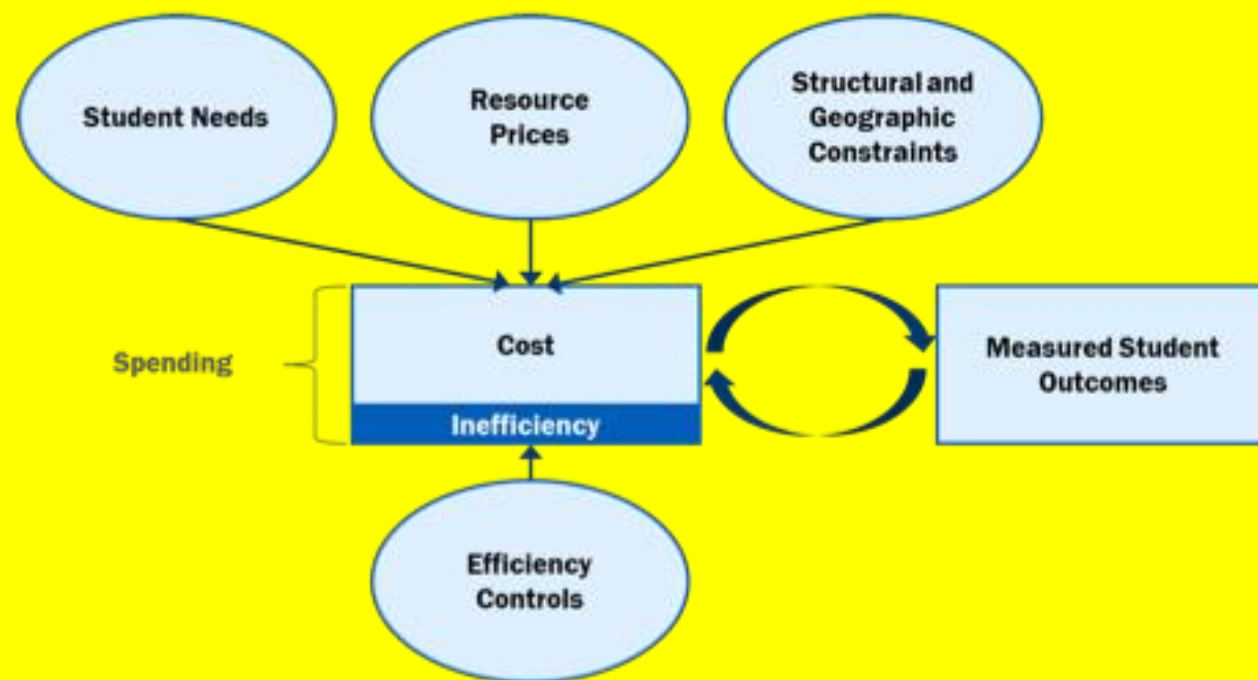 Student Needs
Resource
Prices
Structural and
Geographic
Constraints
Spending
Cost
Inefficiency
Measured Student
Outcomes
Efficiency
Controls